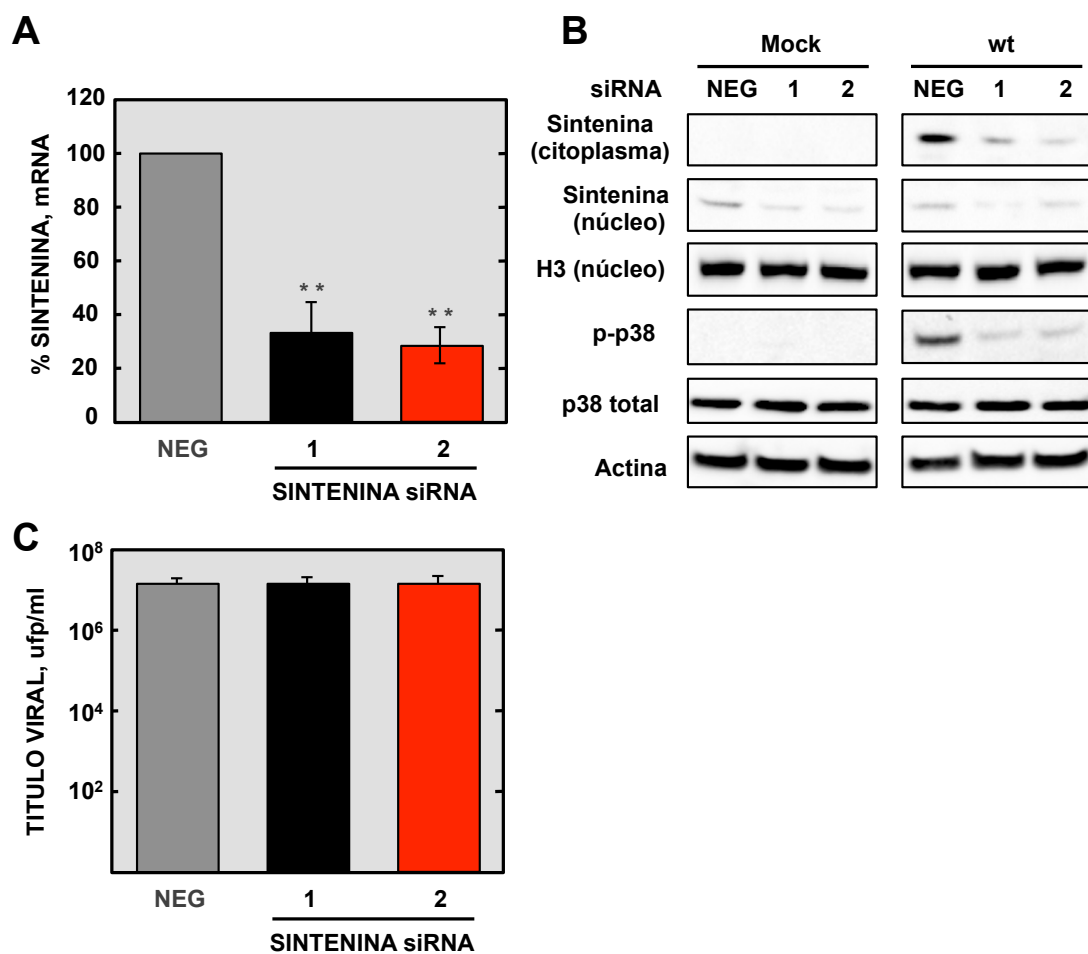 A
% SINTENINA, mRNA
120
100
80
60
40
20
0
* *
* *
NEG
1
2
SINTENINA siRNA
B
Mock
wt
siRNA
NEG 1 2
NEG 1 2
Sintenina
(citoplasma)
Sintenina
(núcleo)
H3 (núcleo)
p-p38
p38 total
Actina
C
TITULO VIRAL, ufp/ml
10⁸
10⁶
10⁴
10²
NEG
1
2
SINTENINA siRNA